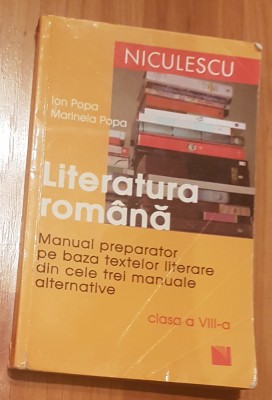 NICULESCU
Ion Popa
Marinela Popa
Literatura
română
Manual preparator
pe baza textelor literare
din cele trei manuale
alternative
clasa a VIII-a